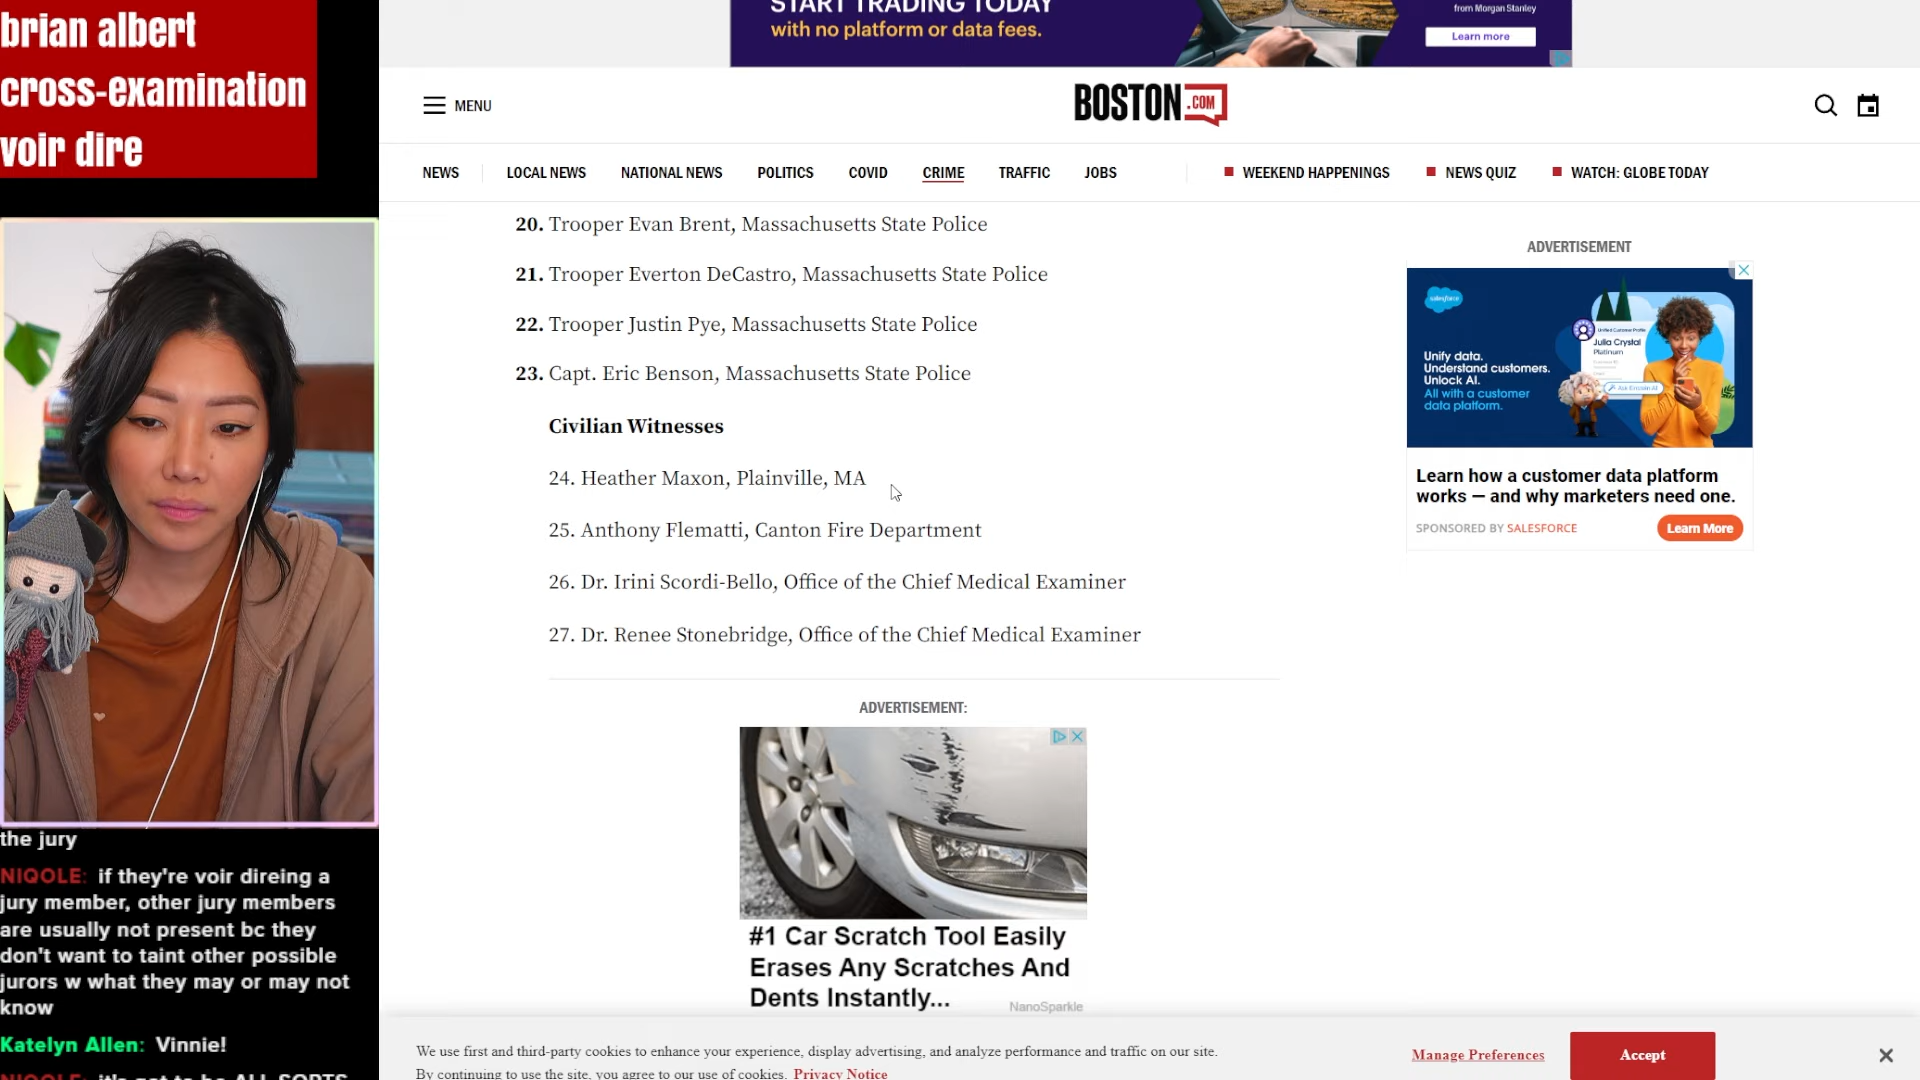 brian albert
cross-examination
voir dire
the jury
NIQOLE: if they're voir direing a
jury member, other jury members
are usually not present bc they
don't want to taint other possible
jurors w what they may or may not
know
Katelyn Allen: Vinnie!
START TRADING TODAY
with no platform or data fees.
from Morgan Stanley
Learn more
MENU
BOSTON.COM
NEWS
LOCAL NEWS
NATIONAL NEWS
POLITICS
COVID
CRIME
TRAFFIC
JOBS
WEEKEND HAPPENINGS
NEWS QUIZ
WATCH: GLOBE TODAY
20. Trooper Evan Brent, Massachusetts State Police
21. Trooper Everton DeCastro, Massachusetts State Police
22. Trooper Justin Pye, Massachusetts State Police
23. Capt. Eric Benson, Massachusetts State Police
Civilian Witnesses
24. Heather Maxon, Plainville, MA
25. Anthony Flematti, Canton Fire Department
26. Dr. Irini Scordi-Bello, Office of the Chief Medical Examiner
27. Dr. Renee Stonebridge, Office of the Chief Medical Examiner
ADVERTISEMENT
salesforce
Unify data.
Understand customers.
Unlock AI.
All with a customer
data platform.
Unified Customer Profile
Julia Crystal
Platinum
Ask Einstein AI
Learn how a customer data platform
works — and why marketers need one.
SPONSORED BY SALESFORCE
Learn More
ADVERTISEMENT:
#1 Car Scratch Tool Easily
Erases Any Scratches And
Dents Instantly...
NanoSparkle
We use first and third-party cookies to enhance your experience, display advertising, and analyze performance and traffic on our site.
By continuing to use the site, you agree to our use of cookies. Privacy Notice
Manage Preferences
Accept